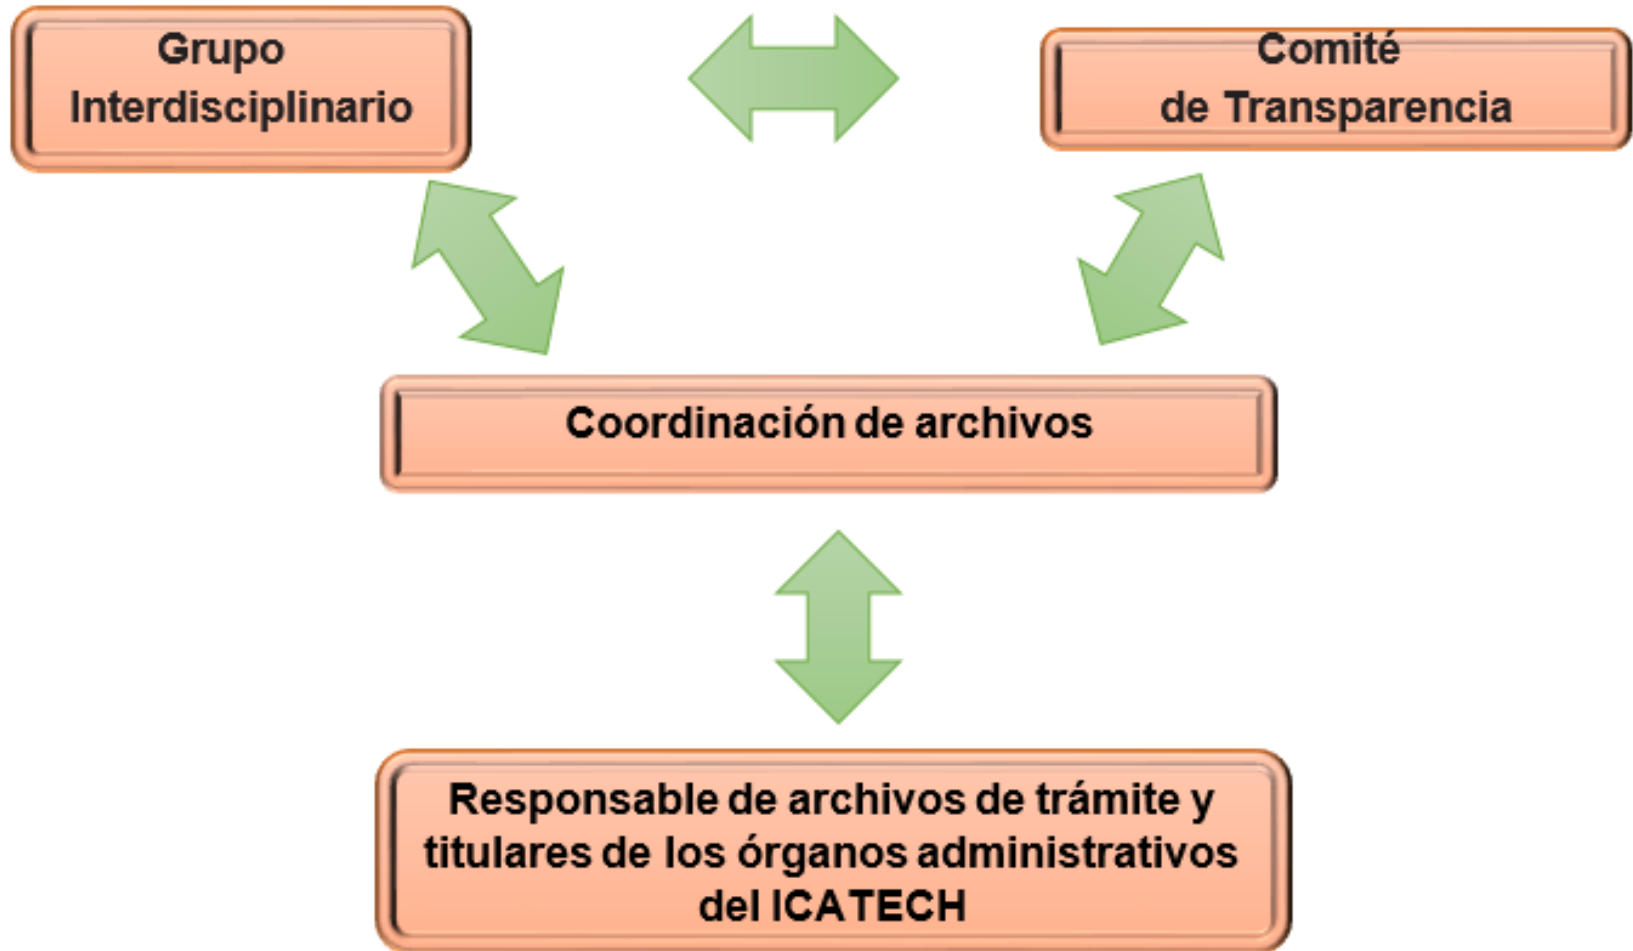 Grupo
Interdisciplinario
Comité
de Transparencia
Coordinación de archivos
Responsable de archivos de trámite y
titulares de los órganos administrativos
del ICATECH